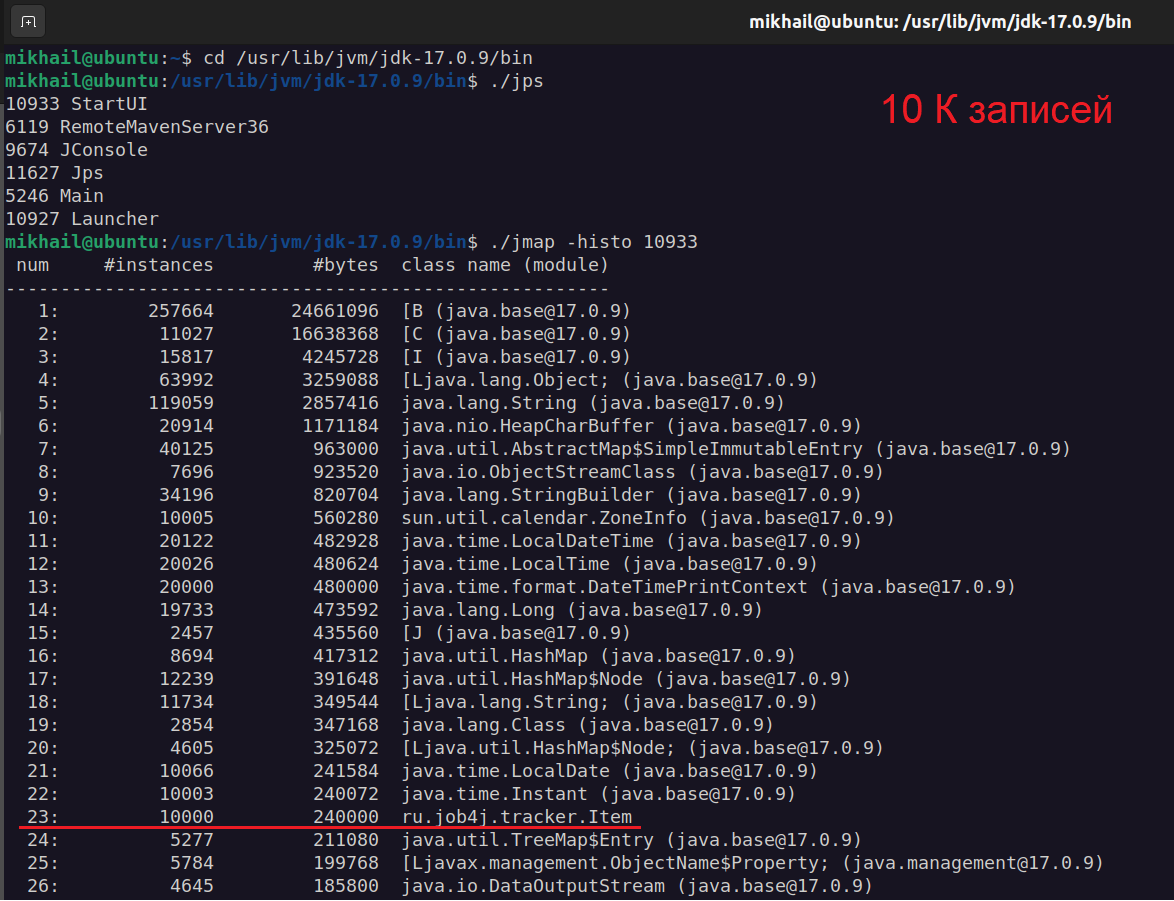 mikhail@ubuntu: /usr/lib/jvm/jdk-17.0.9/bin
mikhail@ubuntu:~$ cd /usr/lib/jvm/jdk-17.0.9/bin
mikhail@ubuntu:/usr/lib/jvm/jdk-17.0.9/bin$ ./jps
10933 StartUI
10 К записей
6119 RemoteMavenServer36
9674 JConsole
11627 Jps
5246 Main
10927 Launcher
mikhail@ubuntu:/usr/lib/jvm/jdk-17.0.9/bin$ ./jmap -histo 10933
 num     #instances         #bytes  class name (module)
-------------------------------------------------------
   1:        257664       24661096  [B (java.base@17.0.9)
   2:         11027       16638368  [C (java.base@17.0.9)
   3:         15817        4245728  [I (java.base@17.0.9)
   4:         63992        3259088  [Ljava.lang.Object; (java.base@17.0.9)
   5:        119059        2857416  java.lang.String (java.base@17.0.9)
   6:         20914        1171184  java.nio.HeapCharBuffer (java.base@17.0.9)
   7:         40125         963000  java.util.AbstractMap$SimpleImmutableEntry (java.base@17.0.9)
   8:          7696         923520  java.io.ObjectStreamClass (java.base@17.0.9)
   9:         34196         820704  java.lang.StringBuilder (java.base@17.0.9)
  10:         10005         560280  sun.util.calendar.ZoneInfo (java.base@17.0.9)
  11:         20122         482928  java.time.LocalDateTime (java.base@17.0.9)
  12:         20026         480624  java.time.LocalTime (java.base@17.0.9)
  13:         20000         480000  java.time.format.DateTimePrintContext (java.base@17.0.9)
  14:         19733         473592  java.lang.Long (java.base@17.0.9)
  15:          2457         435560  [J (java.base@17.0.9)
  16:          8694         417312  java.util.HashMap (java.base@17.0.9)
  17:         12239         391648  java.util.HashMap$Node (java.base@17.0.9)
  18:         11734         349544  [Ljava.lang.String; (java.base@17.0.9)
  19:          2854         347168  java.lang.Class (java.base@17.0.9)
  20:          4605         325072  [Ljava.util.HashMap$Node; (java.base@17.0.9)
  21:         10066         241584  java.time.LocalDate (java.base@17.0.9)
  22:         10003         240072  java.time.Instant (java.base@17.0.9)
  23:         10000         240000  ru.job4j.tracker.Item
  24:          5277         211080  java.util.TreeMap$Entry (java.base@17.0.9)
  25:          5784         199768  [Ljavax.management.ObjectName$Property; (java.management@17.0.9)
  26:          4645         185800  java.io.DataOutputStream (java.base@17.0.9)